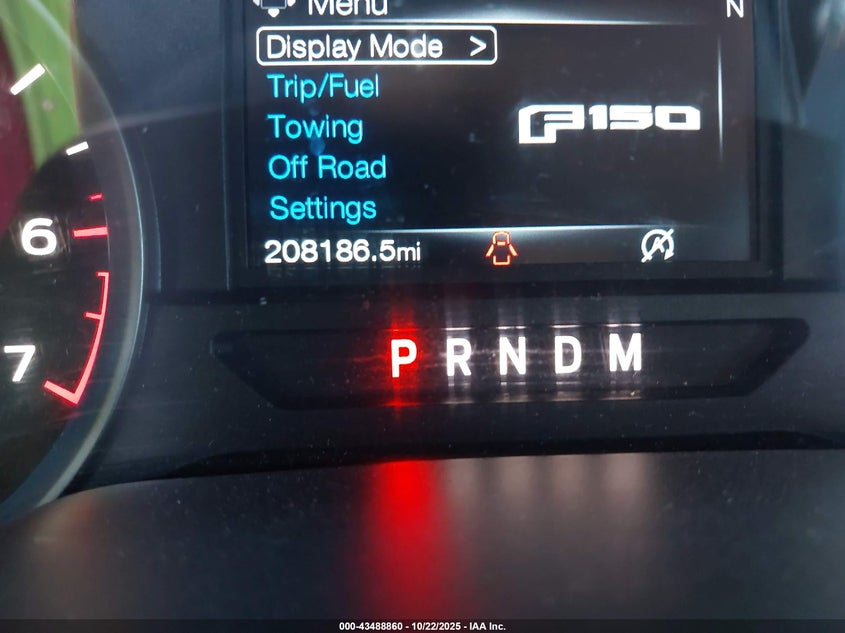 Menu
N
Display Mode >
Trip/Fuel
Towing
F150
Off Road
Settings
208186.5mi
6
7
P R N D M
000-43488860 - 10/22/2025 - IAA Inc.